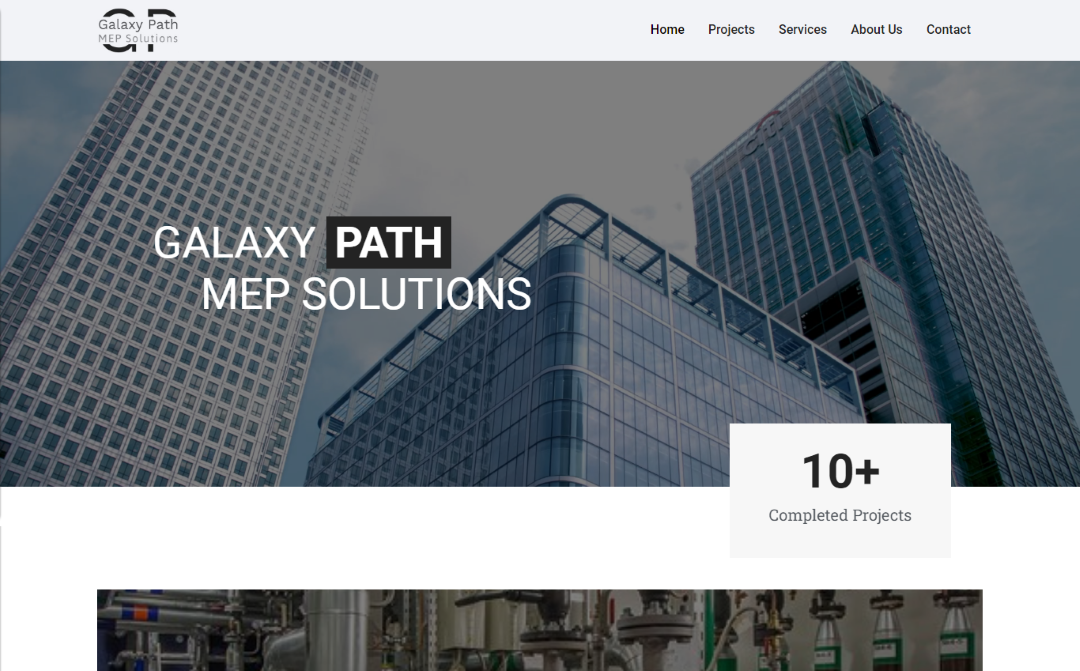 Galaxy Path
MEP Solutions
Home
Projects
Services
About Us
Contact
GALAXY PATH
MEP SOLUTIONS
10+
Completed Projects